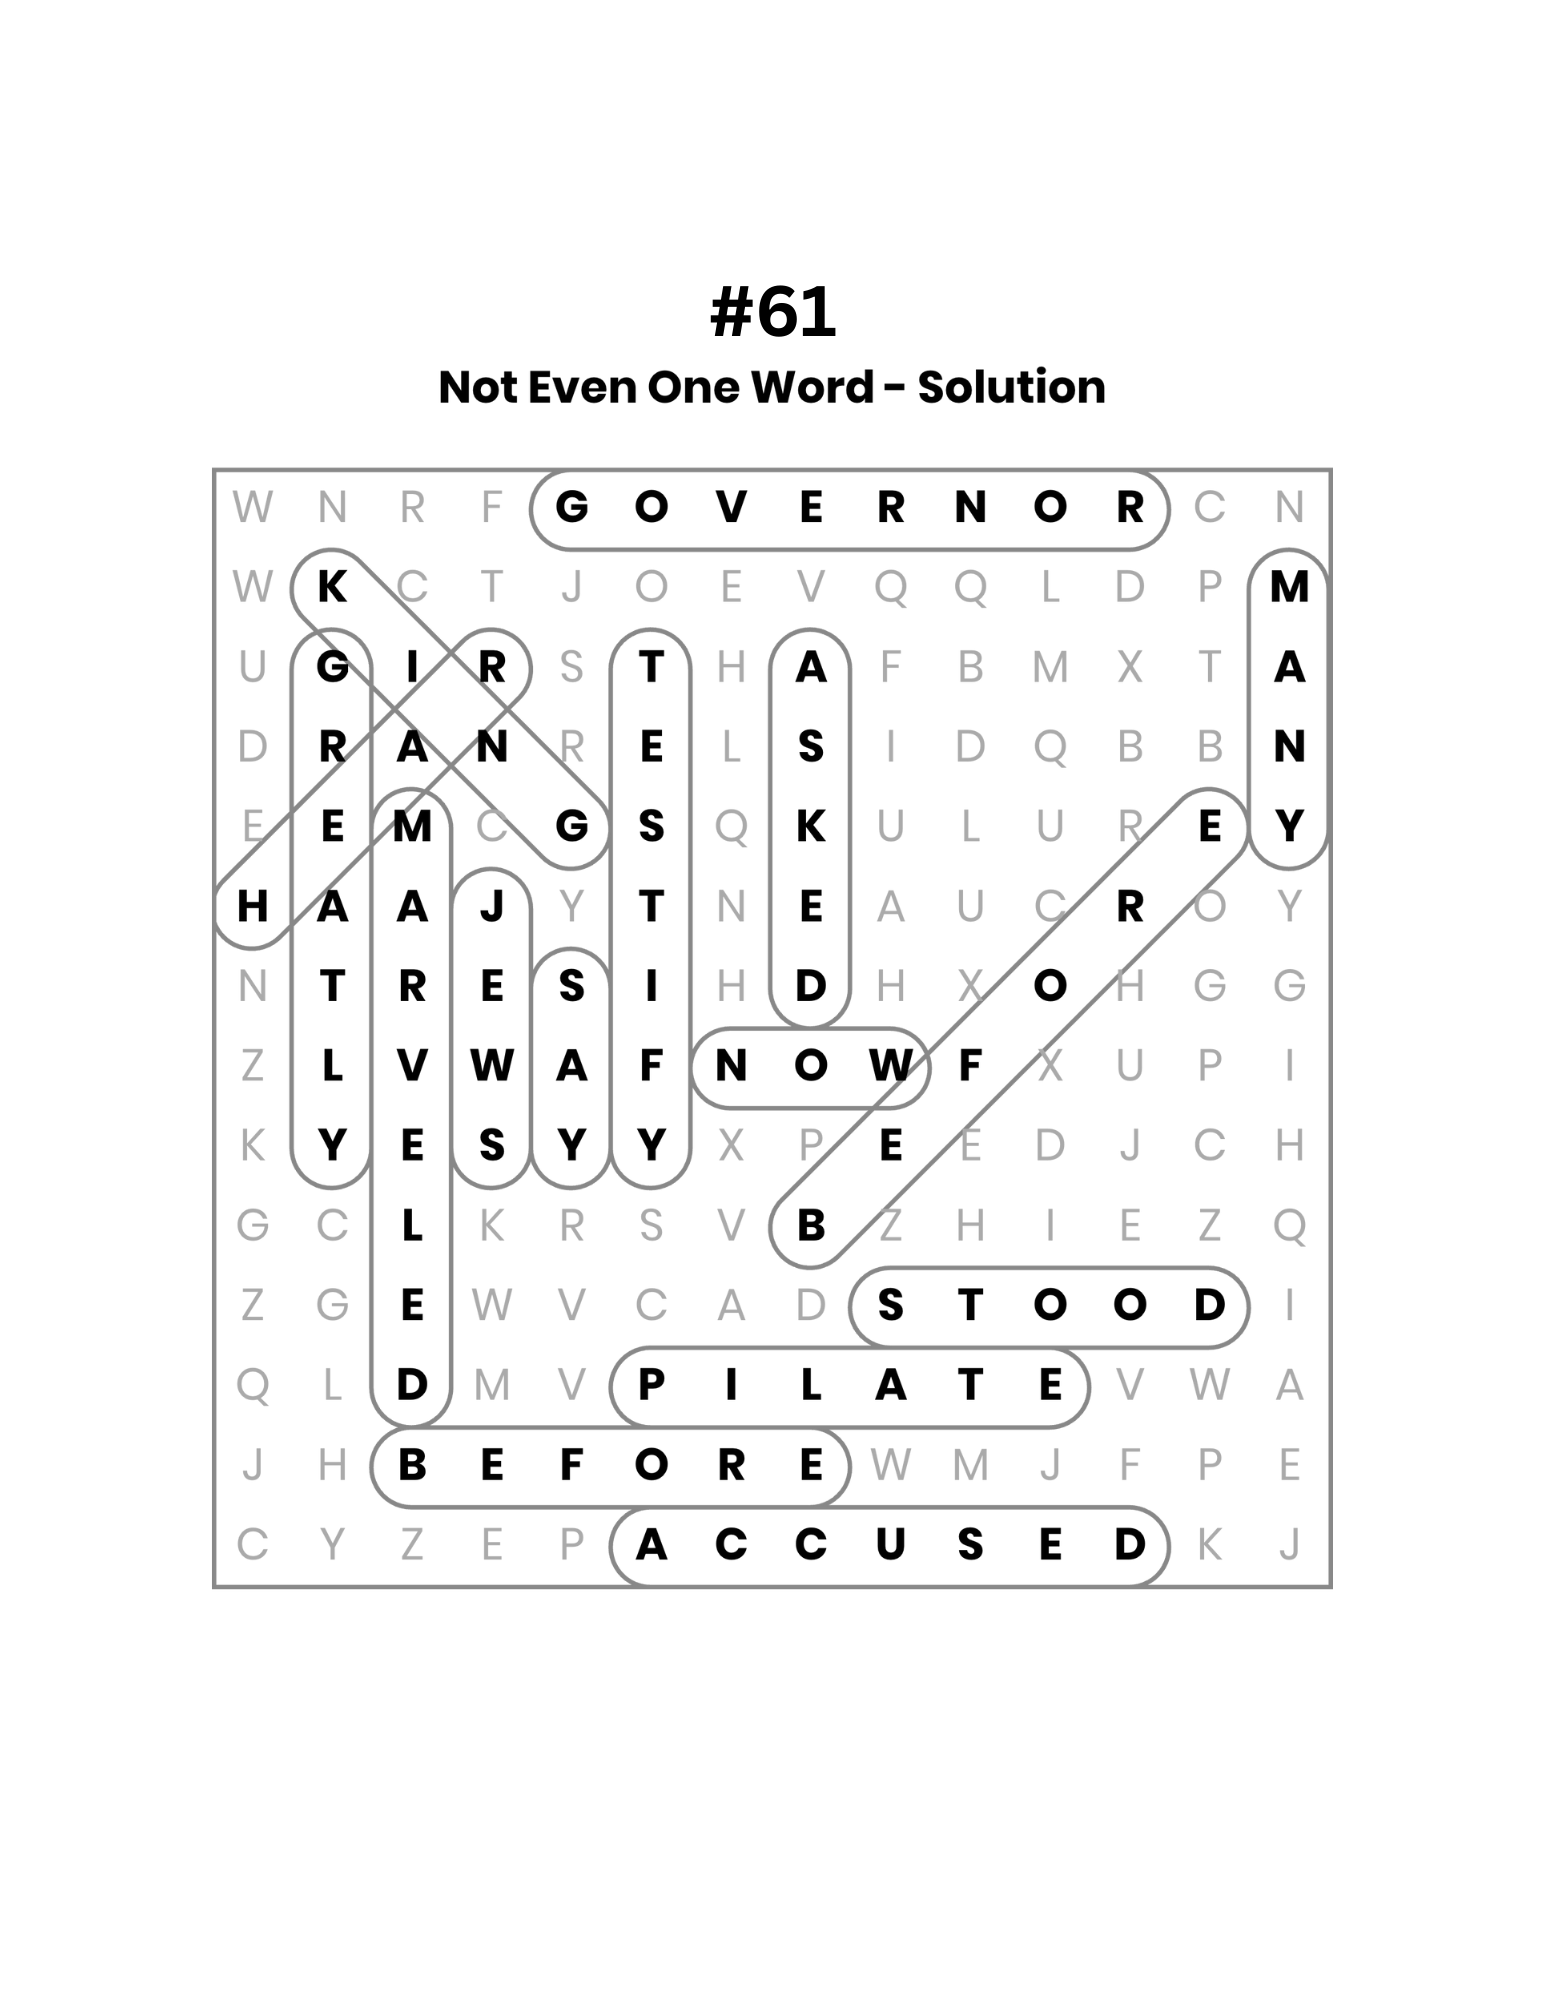 #61
Not Even One Word - Solution
W N R F G O V E R N O R C N
W K C T J O E V Q Q L D P M
U G I R S T H A F B M X T A
D R A N R E L S I D Q B B N
E E M C G S Q K U L U R E Y
H A A J Y T N E A U C R O Y
N T R E S I H D H X O H G G
Z L V W A F N O W F X U P I
K Y E S Y Y X P E E D J C H
G C L K R S V B Z H I E Z Q
Z G E W V C A D S T O O D I
Q L D M V P I L A T E V W A
J H B E F O R E W M J F P E
C Y Z E P A C C U S E D K J